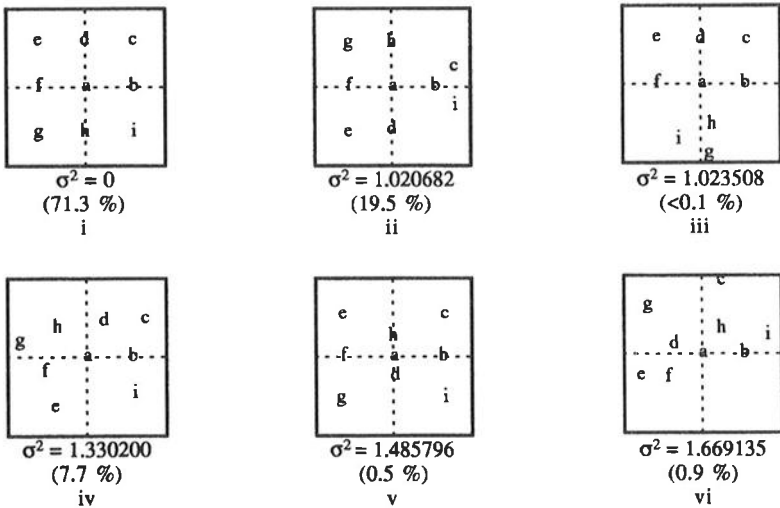 e d c
f a b
g h i
σ² = 0
(71.3 %)
i
g h
c
f a b
i
e d
σ² = 1.020682
(19.5 %)
ii
e d c
f a b
h
i
g
σ² = 1.023508
(<0.1 %)
iii
h d c
g
a b
f
i
e
σ² = 1.330200
(7.7 %)
iv
e c
h
f a b
d
g i
σ² = 1.485796
(0.5 %)
v
c
g
h
i
d
a b
e f
σ² = 1.669135
(0.9 %)
vi